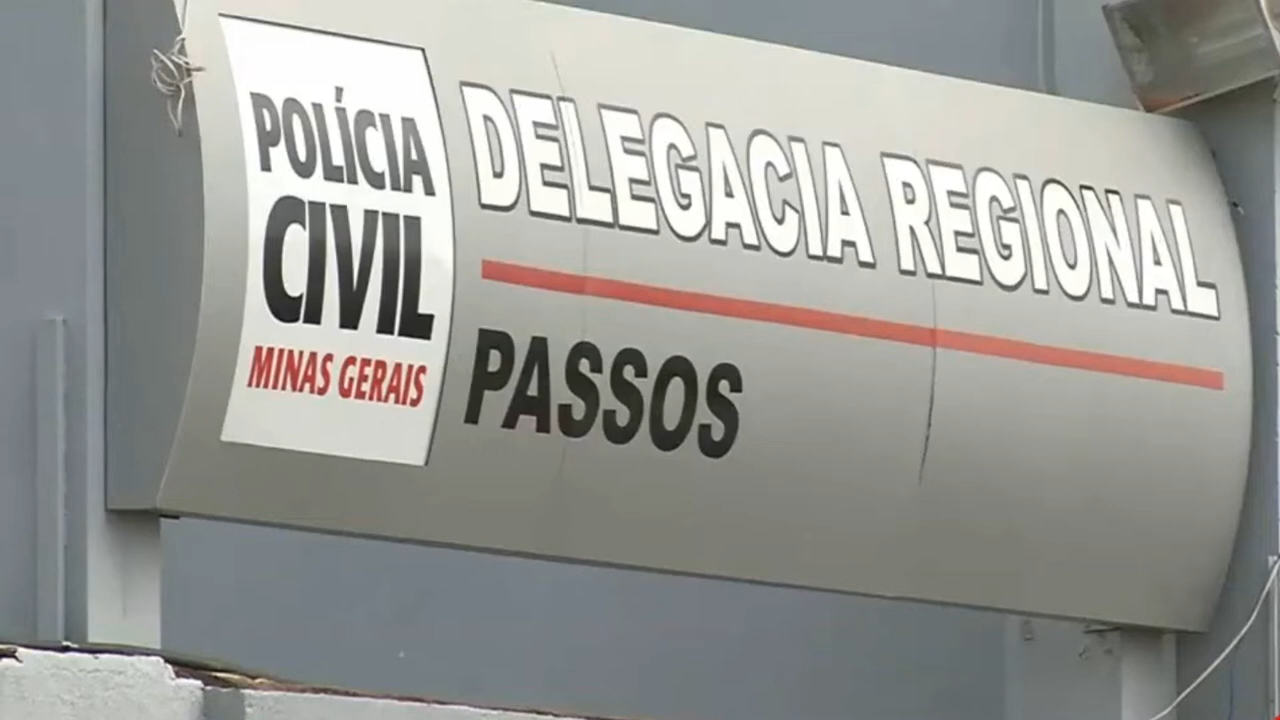 POLÍCIA
CIVIL
MINAS GERAIS
DELEGACIA REGIONAL
PASSOS